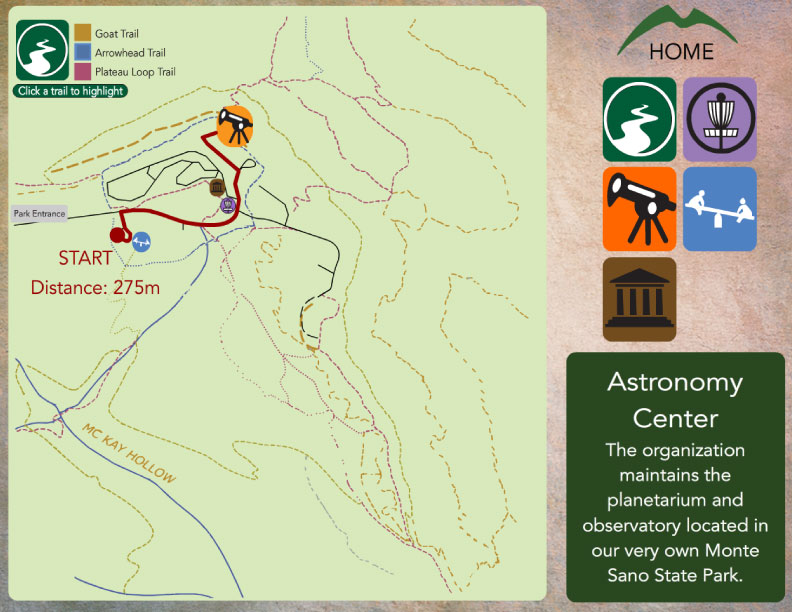 Goat Trail
Arrowhead Trail
Plateau Loop Trail
Click a trail to highlight
Park Entrance
START
Distance: 275m
MC KAY HOLLOW
HOME
Astronomy
Center
The organization
maintains the
planetarium and
observatory located in
our very own Monte
Sano State Park.